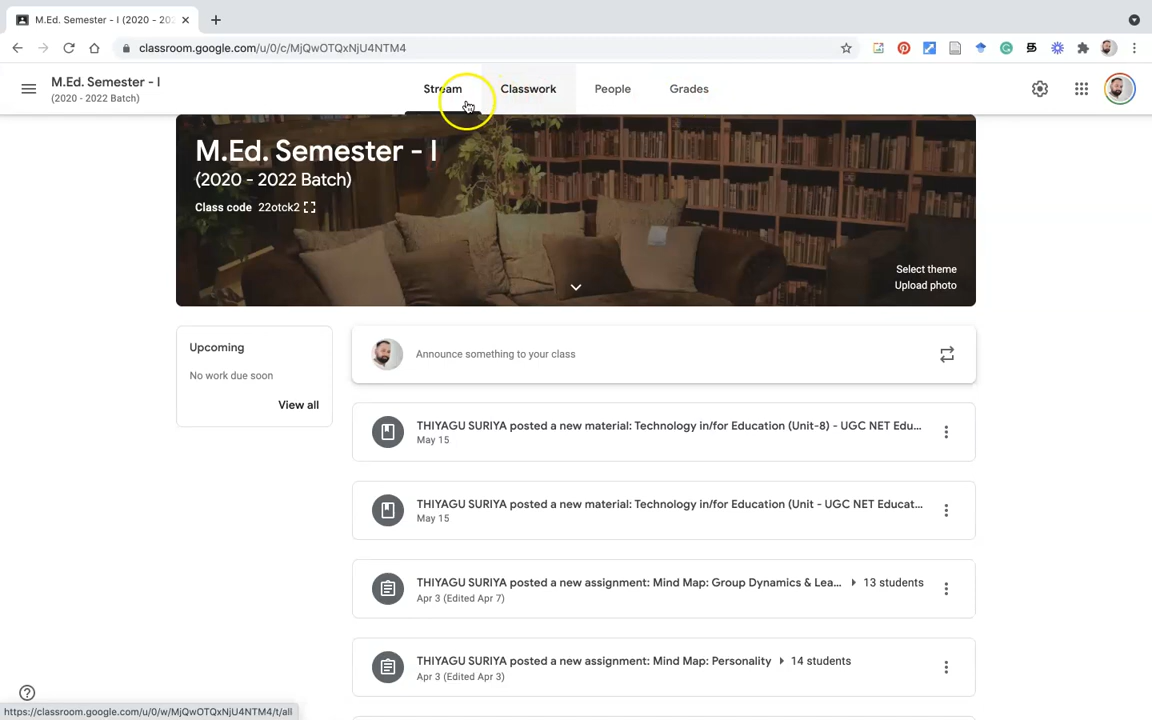 M.Ed. Semester - I (2020 - 202
classroom.google.com/u/0/c/MjQwOTQxNjU4NTM4
M.Ed. Semester - I
(2020 - 2022 Batch)
Stream
Classwork
People
Grades
M.Ed. Semester - I
(2020 - 2022 Batch)
Class code 22otck2
Select theme
Upload photo
Upcoming
No work due soon
View all
Announce something to your class
THIYAGU SURIYA posted a new material: Technology in/for Education (Unit-8) - UGC NET Edu...
May 15
THIYAGU SURIYA posted a new material: Technology in/for Education (Unit - UGC NET Educat...
May 15
THIYAGU SURIYA posted a new assignment: Mind Map: Group Dynamics & Lea... 13 students
Apr 3 (Edited Apr 7)
THIYAGU SURIYA posted a new assignment: Mind Map: Personality 14 students
Apr 3 (Edited Apr 3)
https://classroom.google.com/u/0/w/MjQwOTQxNjU4NTM4/t/all